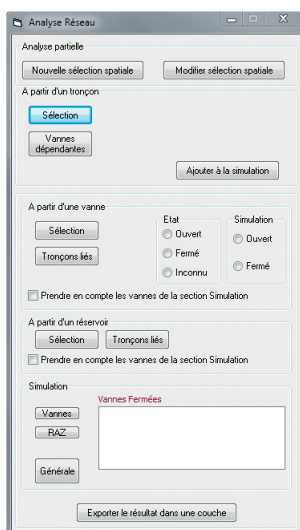 Analyse Réseau
Analyse partielle
Nouvelle sélection spatiale
Modifier sélection spatiale
A partir d'un tronçon
Sélection
Vannes
dépendantes
Ajouter à la simulation
A partir d'une vanne
Sélection
Tronçons liés
Etat
Ouvert
Fermé
Inconnu
Simulation
Ouvert
Fermé
Prendre en compte les vannes de la section Simulation
A partir d'un réservoir
Sélection
Tronçons liés
Prendre en compte les vannes de la section Simulation
Simulation
Vannes Fermées
Vannes
RAZ
Générale
Exporter le résultat dans une couche